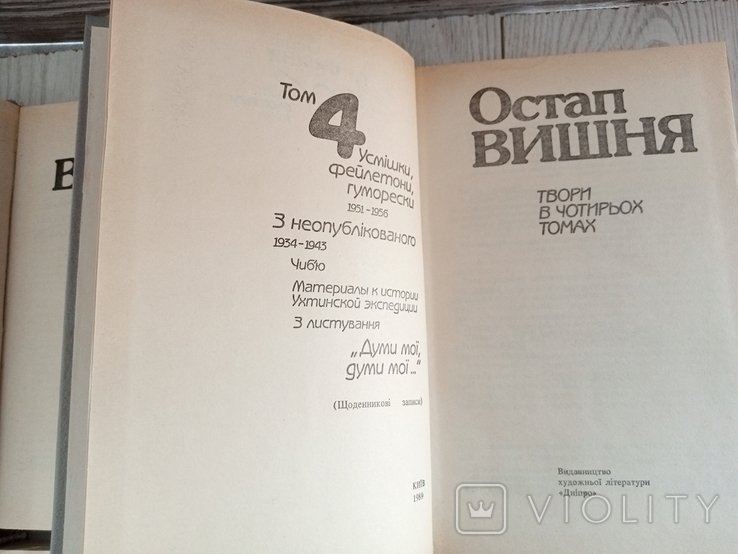 В
Том
4
Усмішки,
фейлетони,
гуморески
1951-1956
З неопублікованого
1934-1943
Чиб'ю
Материалы к истории
Ухтинской экспедиции
З листування
„Думи мої,
думи мої..."
(Щоденникові записи)
КИЇВ
1989
Остап
ВИШНЯ
ТВОРИ
В ЧОТИРЬОХ
ТОМАХ
Видавництво
художньої літератури
«Дніпро»
VIOLITY